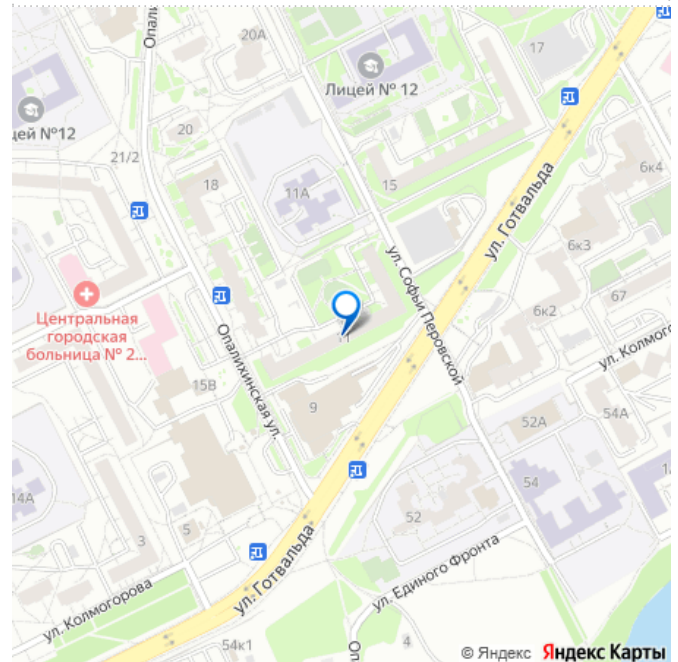 Опали
20А
17
Лицей № 12
цей №12
20
21/2
18
11А
15
6к4
ул. Готвальда
6к3
ул. Софьи Перовской
6к2
67
Центральная
городская
больница № 2...
Опалихинская ул.
11
ул. Колмого
15В
9
54А
52А
54
14А
52
5
3
ул. Готвальда
ул. Единого Фронта
ул. Колмогорова
54к1
4
Оп
© Яндекс Яндекс Карты